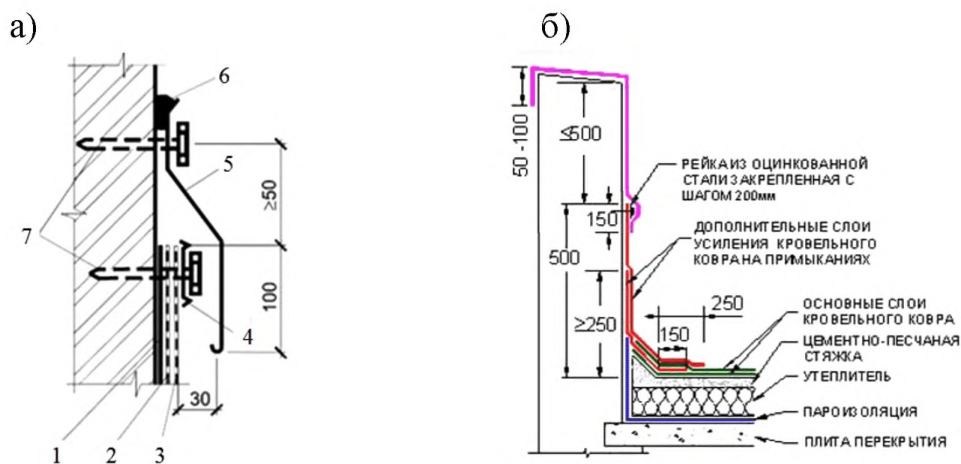 а)
б)
6
5
≥50
7
100
4
30
1 2 3
50 -100
≤500
РЕЙКА ИЗ ОЦИНКОВАННОЙ
СТАЛИ ЗАКРЕПЛЕННАЯ С
ШАГОМ 200мм
150
500
ДОПОЛНИТЕЛЬНЫЕ СЛОИ
УСИЛЕНИЯ КРОВЕЛЬНОГО
КОВРА НА ПРИМЫКАНИЯХ
≥250
250
150
ОСНОВНЫЕ СЛОИ
КРОВЕЛЬНОГО КОВРА
ЦЕМЕНТНО-ПЕСЧАНАЯ
СТЯЖКА
УТЕПЛИТЕЛЬ
ПАРОИЗОЛЯЦИЯ
ПЛИТА ПЕРЕКРЫТИЯ